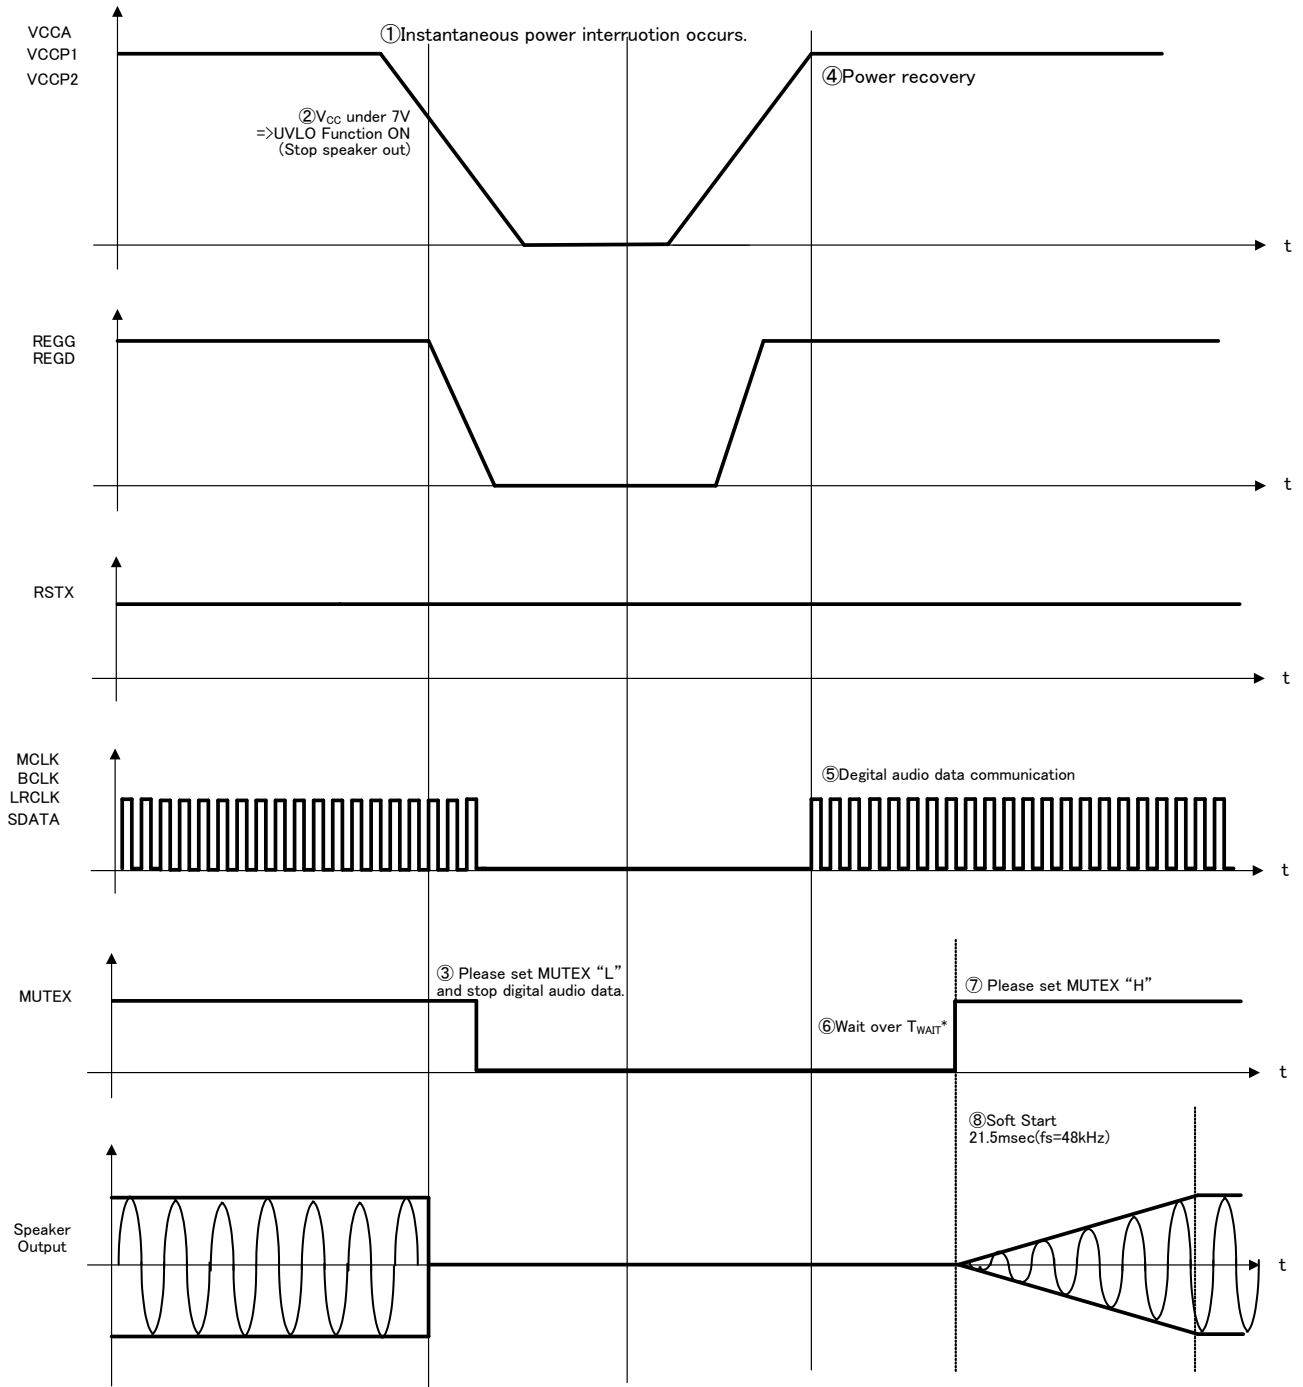 VCCA
VCCP1
VCCP2
①Instantaneous power interruotion occurs.
④Power recovery
②VCC under 7V
=>UVLO Function ON
(Stop speaker out)
t
REGG
REGD
t
RSTX
t
MCLK
BCLK
LRCLK
SDATA
⑤Degital audio data communication
t
MUTEX
③ Please set MUTEX “L”
and stop digital audio data.
⑦ Please set MUTEX “H”
⑥Wait over TWAIT*
t
⑧Soft Start
21.5msec(fs=48kHz)
Speaker
Output
t